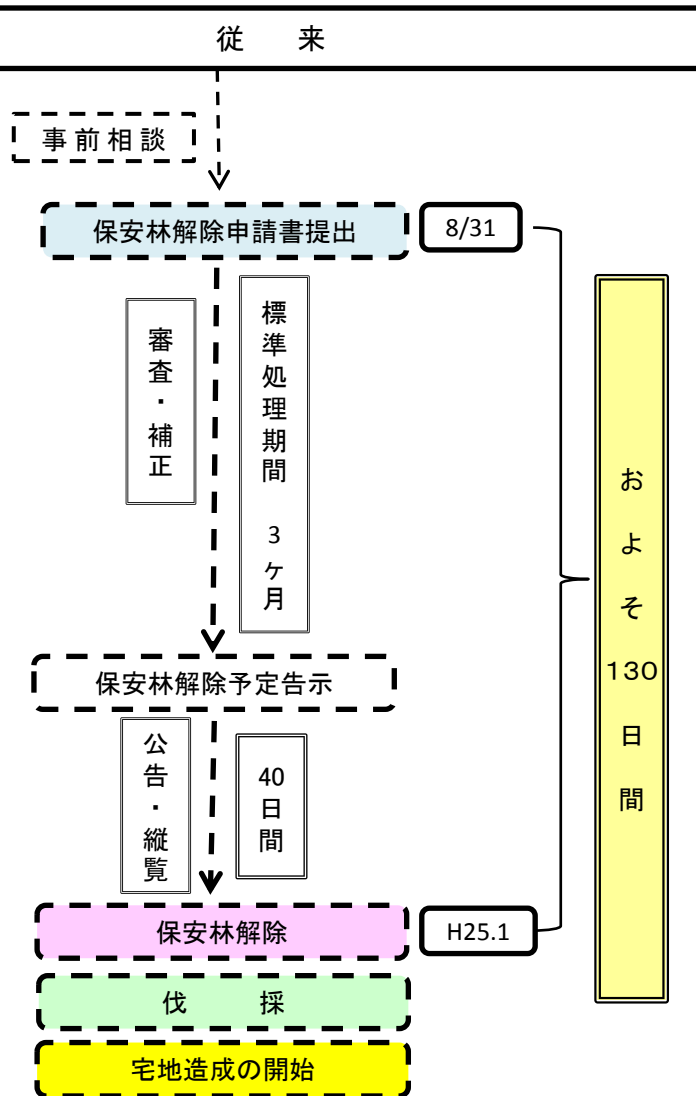 従　来
事前相談
保安林解除申請書提出
8/31
審査・補正
標準処理期間　3ヶ月
およそ130日間
保安林解除予定告示
公告・縦覧
40日間
保安林解除
H25.1
伐　採
宅地造成の開始